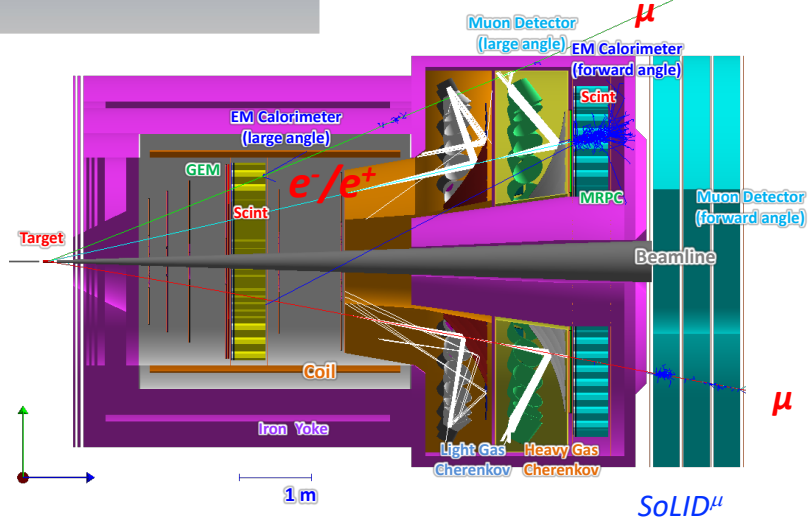 μ
Muon Detector
(large angle)
EM Calorimeter
(forward angle)
EM Calorimeter
(large angle)
Scint
GEM
e⁻/e⁺
Scint
MRPC
Muon Detector
(forward angle)
Target
Beamline
Coil
μ
Iron Yoke
Light Gas
Cherenkov
Heavy Gas
Cherenkov
1 m
SoLIDᵘ